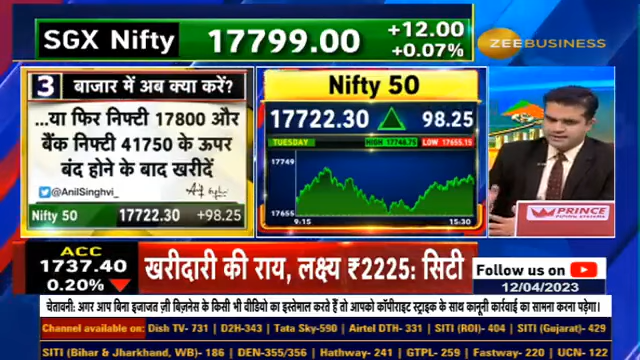 SGX Nifty 17799.00 +12.00
+0.07%
ZEE BUSINESS
3 बाजार में अब क्या करें?
...या फिर निफ्टी 17800 और
बैंक निफ्टी 41750 के ऊपर
बंद होने के बाद खरीदें
@AnilSinghvi_
Nifty 50 17722.30 +98.25
Nifty 50
17722.30 98.25
TUESDAY HIGH 17748.75 LOW 17655.15
17749
17655
9:15 15:30
PRINCE
ACC
1737.40
0.20%
खरीदारी की राय, लक्ष्य ₹2225: सिटी
Follow us on
12/04/2023
चेतावनी: अगर आप बिना इजाजत ज़ी बिज़नेस के किसी भी वीडियो का इस्तेमाल करते हैं तो आपको कॉपीराइट स्ट्राइक के साथ कानूनी कार्रवाई का सामना करना पड़ेगा।
Channel available on: Dish TV- 731 | D2H-343 | Tata Sky-590 | Airtel DTH- 331 | SITI (ROI) - 404 | SITI (Gujarat) - 429
SITI (Bihar & Jharkhand, WB) - 186 | DEN-355/356 | Hathway-241 | GTPL-259 | Fastway-220 | UCN-122